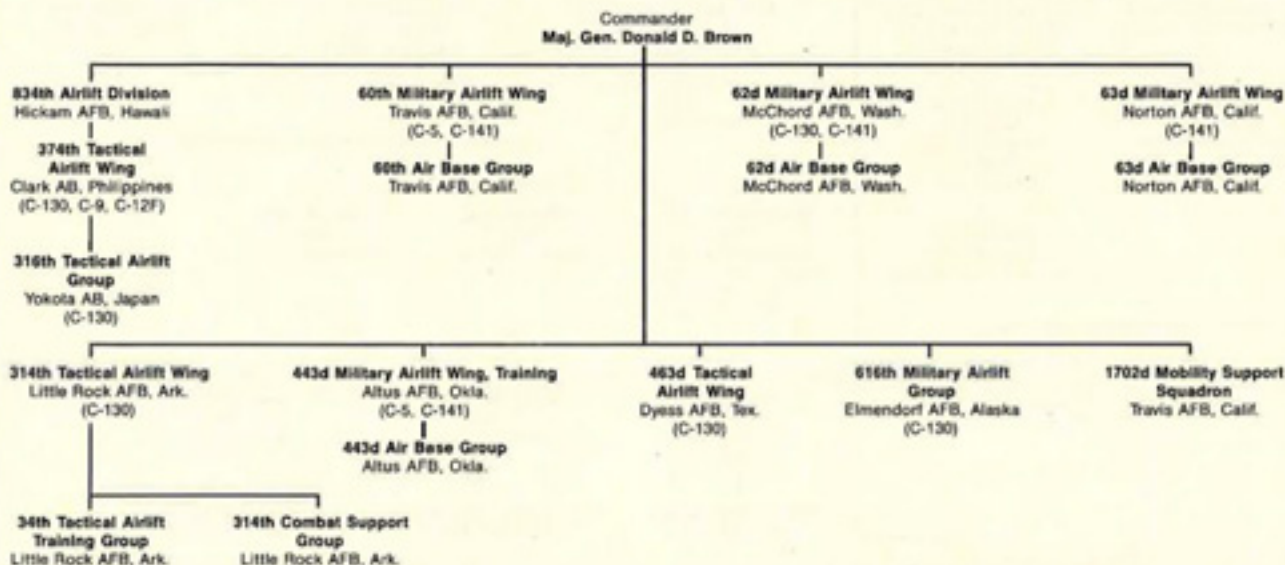 Commander
Maj. Gen. Donald D. Brown
834th Airlift Division
Hickam AFB, Hawaii
374th Tactical
Airlift Wing
Clark AB, Philippines
(C-130, C-9, C-12F)
316th Tactical Airlift
Group
Yokota AB, Japan
(C-130)
60th Military Airlift Wing
Travis AFB, Calif.
(C-5, C-141)
60th Air Base Group
Travis AFB, Calif.
62d Military Airlift Wing
McChord AFB, Wash.
(C-130, C-141)
62d Air Base Group
McChord AFB, Wash.
63d Military Airlift Wing
Norton AFB, Calif.
(C-141)
63d Air Base Group
Norton AFB, Calif.
314th Tactical Airlift Wing
Little Rock AFB, Ark.
(C-130)
34th Tactical Airlift
Training Group
Little Rock AFB, Ark.
314th Combat Support
Group
Little Rock AFB, Ark.
443d Military Airlift Wing, Training
Altus AFB, Okla.
(C-5, C-141)
443d Air Base Group
Altus AFB, Okla.
463d Tactical
Airlift Wing
Dyess AFB, Tex.
(C-130)
616th Military Airlift
Group
Elmendorf AFB, Alaska
(C-130)
1702d Mobility Support
Squadron
Travis AFB, Calif.